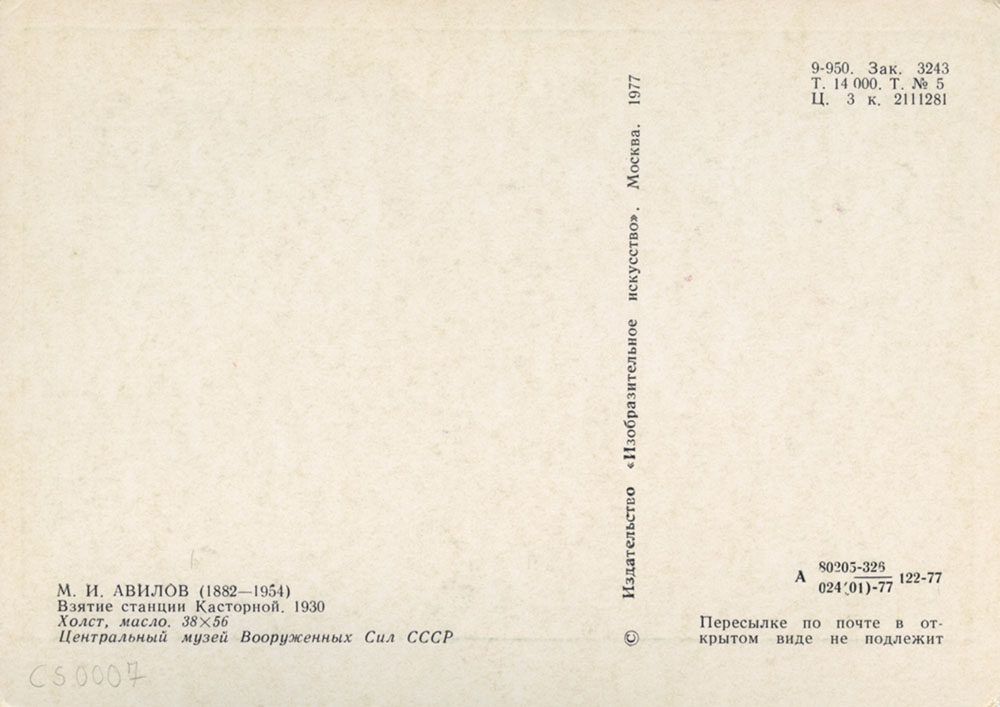 9-950. Зак. 3243
Т. 14 000. Т. № 5
Ц. 3 к. 2111281
© Издательство «Изобразительное искусство». Москва. 1977
М. И. АВИЛОВ (1882—1954)
Взятие станции Касторной. 1930
Холст, масло. 38×56
Центральный музей Вооруженных Сил СССР
CS0007
А 80205-326
024(01)-77 122-77
Пересылке по почте в от-
крытом виде не подлежит